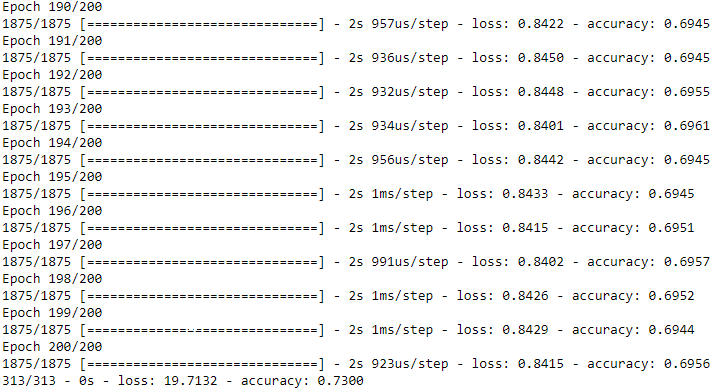 Epoch 190/200
1875/1875 [==============================] - 2s 957us/step - loss: 0.8422 - accuracy: 0.6945
Epoch 191/200
1875/1875 [==============================] - 2s 936us/step - loss: 0.8450 - accuracy: 0.6945
Epoch 192/200
1875/1875 [==============================] - 2s 932us/step - loss: 0.8448 - accuracy: 0.6955
Epoch 193/200
1875/1875 [==============================] - 2s 934us/step - loss: 0.8401 - accuracy: 0.6961
Epoch 194/200
1875/1875 [==============================] - 2s 956us/step - loss: 0.8442 - accuracy: 0.6945
Epoch 195/200
1875/1875 [==============================] - 2s 1ms/step - loss: 0.8433 - accuracy: 0.6945
Epoch 196/200
1875/1875 [==============================] - 2s 1ms/step - loss: 0.8415 - accuracy: 0.6951
Epoch 197/200
1875/1875 [==============================] - 2s 991us/step - loss: 0.8402 - accuracy: 0.6957
Epoch 198/200
1875/1875 [==============================] - 2s 1ms/step - loss: 0.8426 - accuracy: 0.6952
Epoch 199/200
1875/1875 [==============================] - 2s 1ms/step - loss: 0.8429 - accuracy: 0.6944
Epoch 200/200
1875/1875 [==============================] - 2s 923us/step - loss: 0.8415 - accuracy: 0.6956
313/313 - 0s - loss: 19.7132 - accuracy: 0.7300